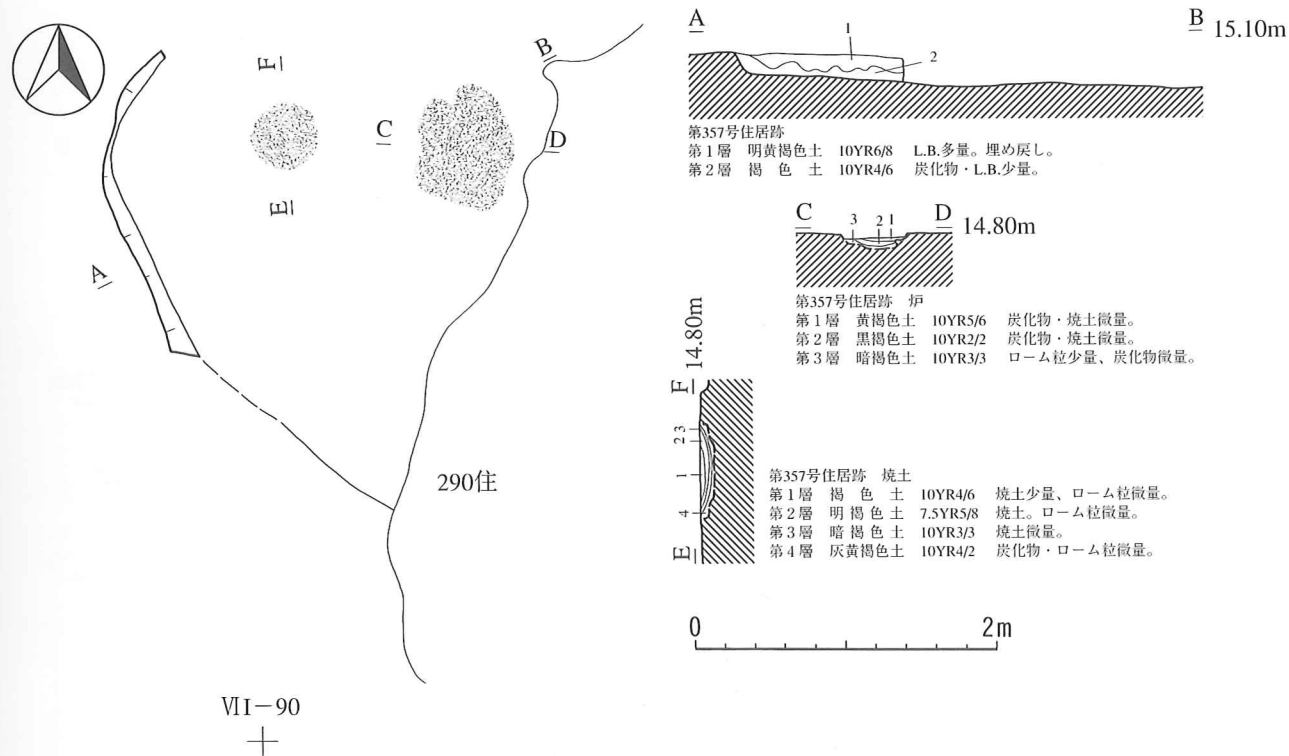 F
E
C
B
D
A
290住
VII-90
A B 15.10m
1
2
第357号住居跡
第1層 明黄褐色土 10YR6/8 L.B.多量。埋め戻し。
第2層 褐色土 10YR4/6 炭化物・L.B.少量。
C D 14.80m
3 2 1
第357号住居跡 炉
第1層 黄褐色土 10YR5/6 炭化物・焼土微量。
第2層 黒褐色土 10YR2/2 炭化物・焼土微量。
第3層 暗褐色土 10YR3/3 ローム粒少量、炭化物微量。
E F 14.80m
4 1 2 3
第357号住居跡 焼土
第1層 褐色土 10YR4/6 焼土少量、ローム粒微量。
第2層 明褐色土 7.5YR5/8 焼土。ローム粒微量。
第3層 暗褐色土 10YR3/3 焼土微量。
第4層 灰黄褐色土 10YR4/2 炭化物・ローム粒微量。
0 2m